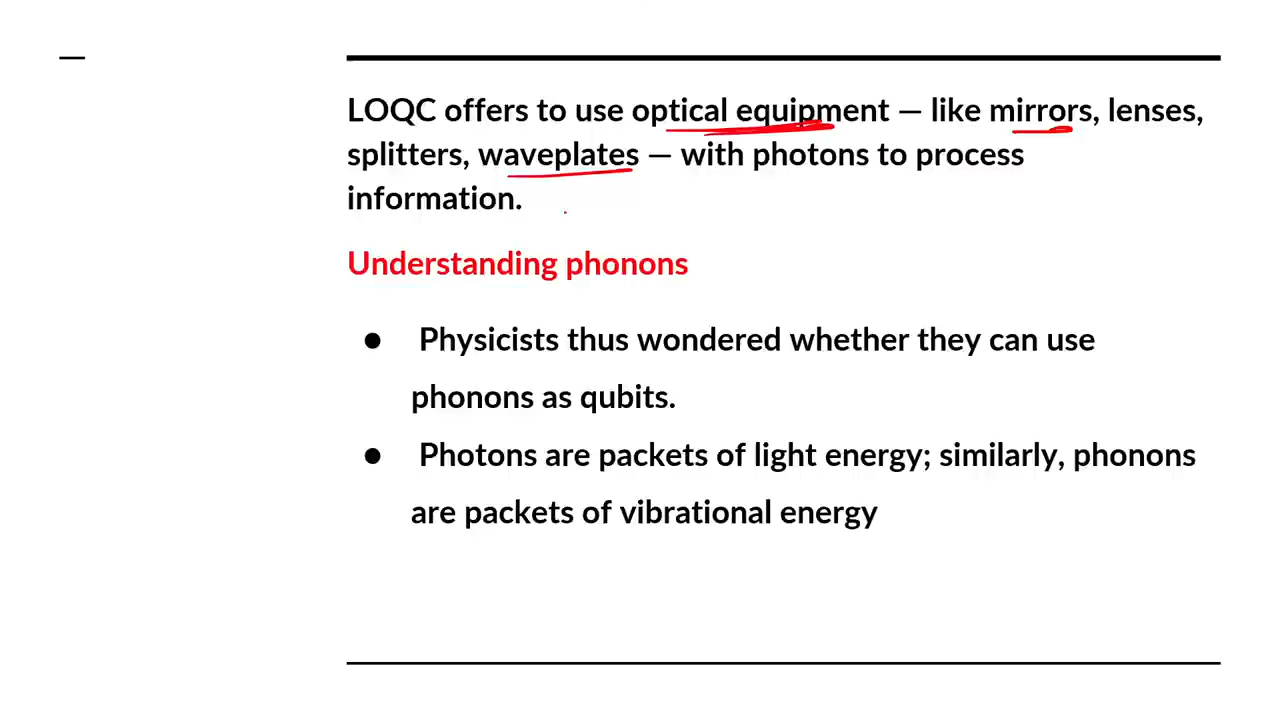 LOQC offers to use optical equipment — like mirrors, lenses,
splitters, waveplates — with photons to process
information.
Understanding phonons
● Physicists thus wondered whether they can use
phonons as qubits.
● Photons are packets of light energy; similarly, phonons
are packets of vibrational energy